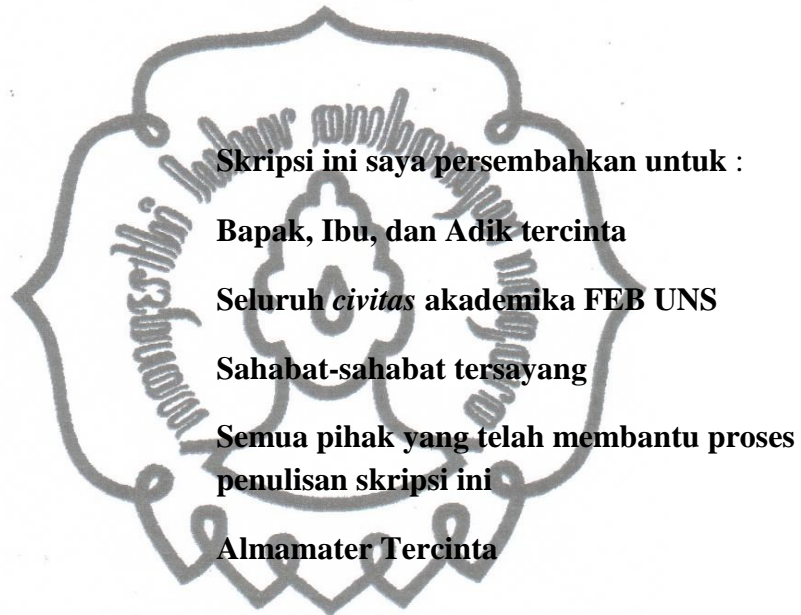 Skripsi ini saya persembahkan untuk :
Bapak, Ibu, dan Adik tercinta
Seluruh civitas akademika FEB UNS
Sahabat-sahabat tersayang
Semua pihak yang telah membantu proses
penulisan skripsi ini
Almamater Tercinta